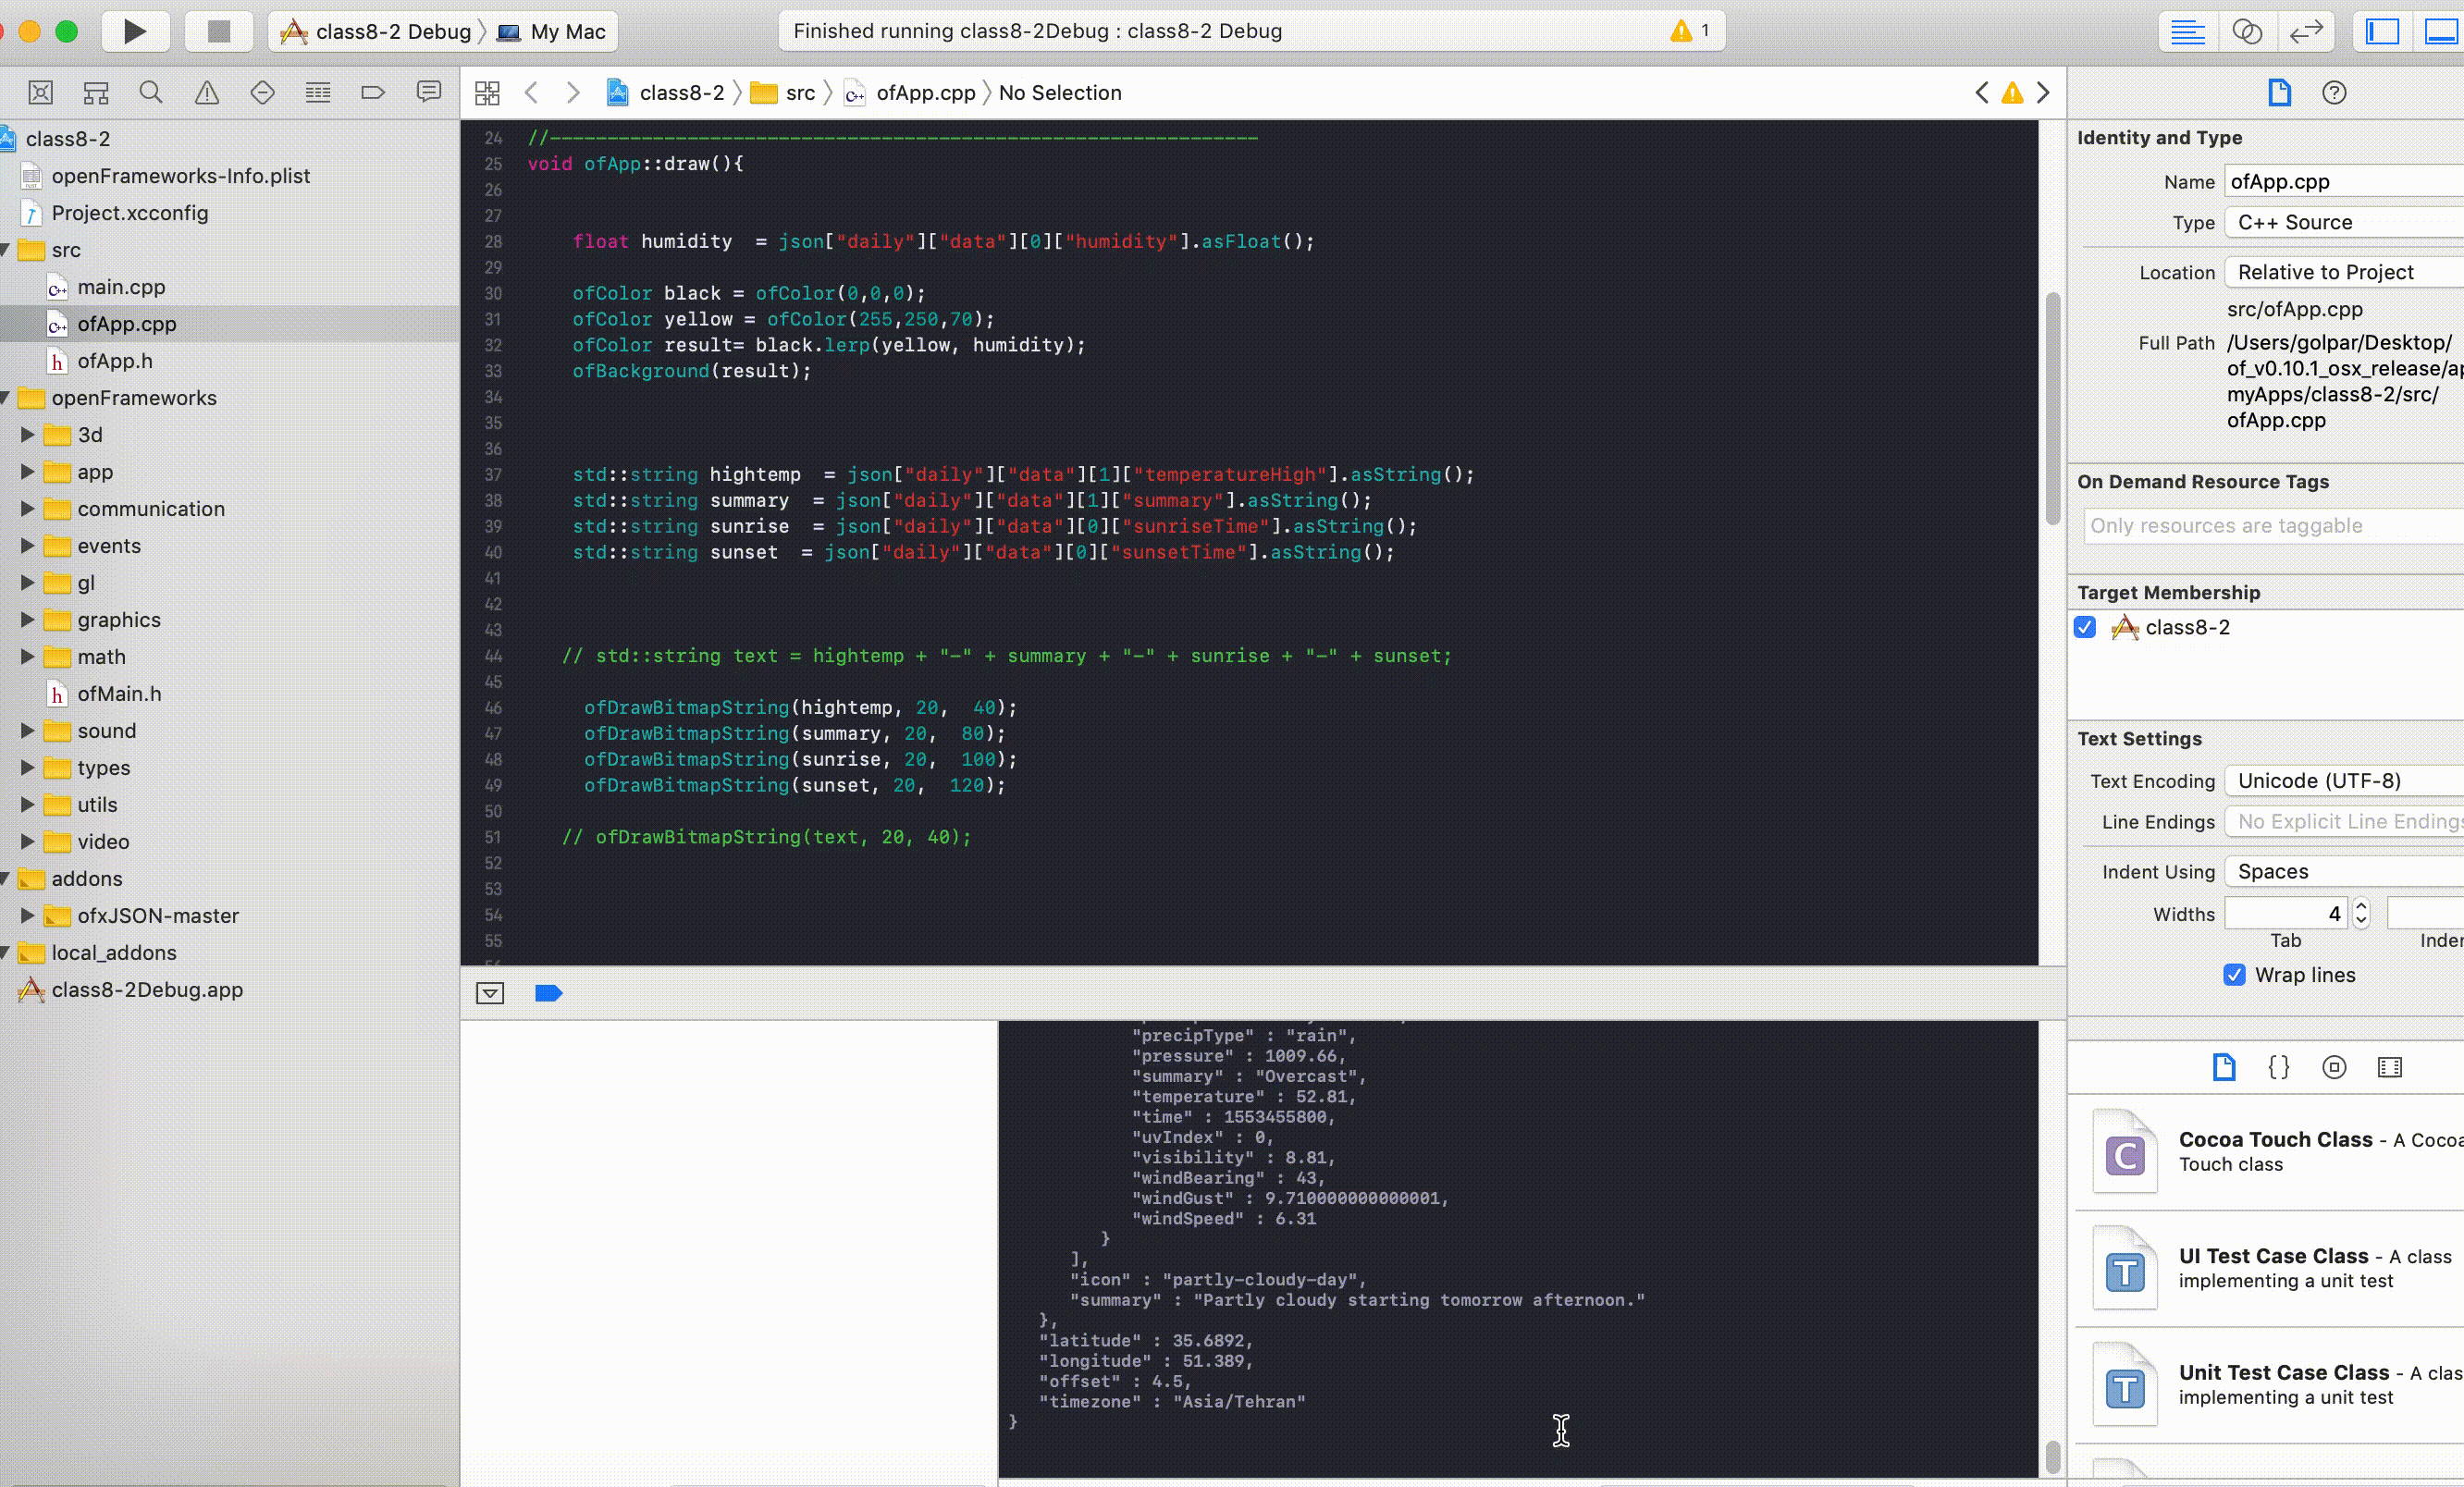 class8-2 Debug 〉 My Mac
Finished running class8-2Debug : class8-2 Debug
1
class8-2 〉 src 〉 ofApp.cpp 〉 No Selection
class8-2
openFrameworks-Info.plist
Project.xcconfig
src
main.cpp
ofApp.cpp
ofApp.h
openFrameworks
3d
app
communication
events
gl
graphics
math
ofMain.h
sound
types
utils
video
addons
ofxJSON-master
local_addons
class8-2Debug.app
24 //--------------------------------------------------------------
25 void ofApp::draw(){
26
27
28 float humidity  = json["daily"]["data"][0]["humidity"].asFloat();
29
30 ofColor black = ofColor(0,0,0);
31 ofColor yellow = ofColor(255,250,70);
32 ofColor result= black.lerp(yellow, humidity);
33 ofBackground(result);
34
35
36
37 std::string hightemp  = json["daily"]["data"][1]["temperatureHigh"].asString();
38 std::string summary  = json["daily"]["data"][1]["summary"].asString();
39 std::string sunrise  = json["daily"]["data"][0]["sunriseTime"].asString();
40 std::string sunset  = json["daily"]["data"][0]["sunsetTime"].asString();
41
42
43
44 // std::string text = hightemp + "-" + summary + "-" + sunrise + "-" + sunset;
45
46 ofDrawBitmapString(hightemp, 20,  40);
47 ofDrawBitmapString(summary, 20,  80);
48 ofDrawBitmapString(sunrise, 20,  100);
49 ofDrawBitmapString(sunset, 20,  120);
50
51 // ofDrawBitmapString(text, 20, 40);
52
53
54
55
"precipType" : "rain",
"pressure" : 1009.66,
"summary" : "Overcast",
"temperature" : 52.81,
"time" : 1553455800,
"uvIndex" : 0,
"visibility" : 8.81,
"windBearing" : 43,
"windGust" : 9.710000000000001,
"windSpeed" : 6.31
}
],
"icon" : "partly-cloudy-day",
"summary" : "Partly cloudy starting tomorrow afternoon."
},
"latitude" : 35.6892,
"longitude" : 51.389,
"offset" : 4.5,
"timezone" : "Asia/Tehran"
}
Identity and Type
Name ofApp.cpp
Type C++ Source
Location Relative to Project
src/ofApp.cpp
Full Path /Users/golpar/Desktop/
of_v0.10.1_osx_release/ap
myApps/class8-2/src/
ofApp.cpp
On Demand Resource Tags
Only resources are taggable
Target Membership
class8-2
Text Settings
Text Encoding Unicode (UTF-8)
Line Endings No Explicit Line Endings
Indent Using Spaces
Widths 4
Tab Inden
Wrap lines
{}
C Cocoa Touch Class - A Cocoa
Touch class
T UI Test Case Class - A class
implementing a unit test
T Unit Test Case Class - A clas
implementing a unit test